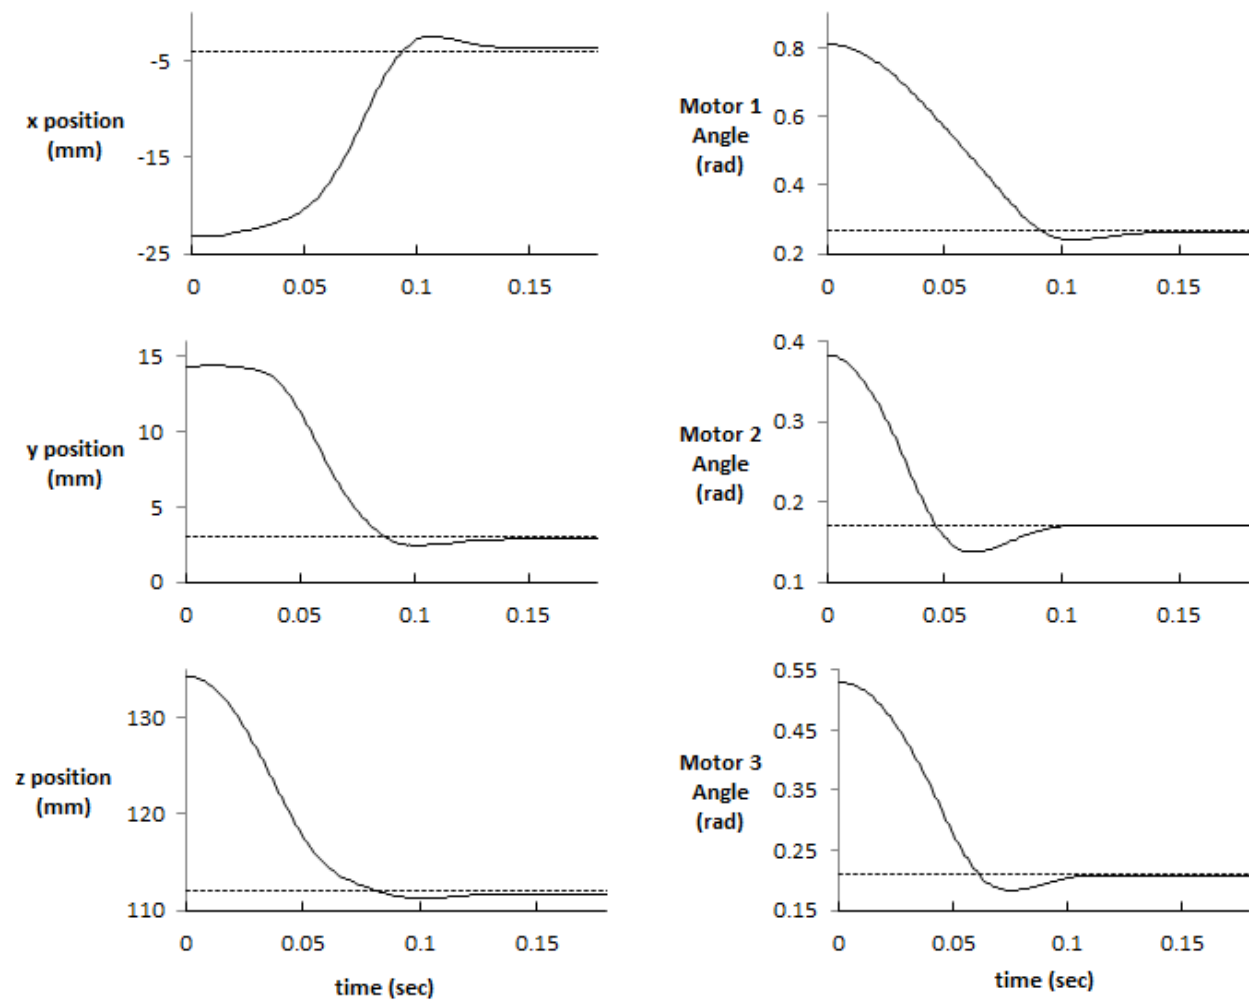 -5
x position
(mm)
-15
-25
0 0.05 0.1 0.15
0.8
Motor 1
Angle
(rad)
0.6
0.4
0.2
0 0.05 0.1 0.15
15
10
y position
(mm)
5
0
0 0.05 0.1 0.15
0.4
0.3
Motor 2
Angle
(rad)
0.2
0.1
0 0.05 0.1 0.15
130
z position
(mm)
120
110
0 0.05 0.1 0.15
time (sec)
0.55
0.45
Motor 3
Angle
(rad)
0.35
0.25
0.15
0 0.05 0.1 0.15
time (sec)